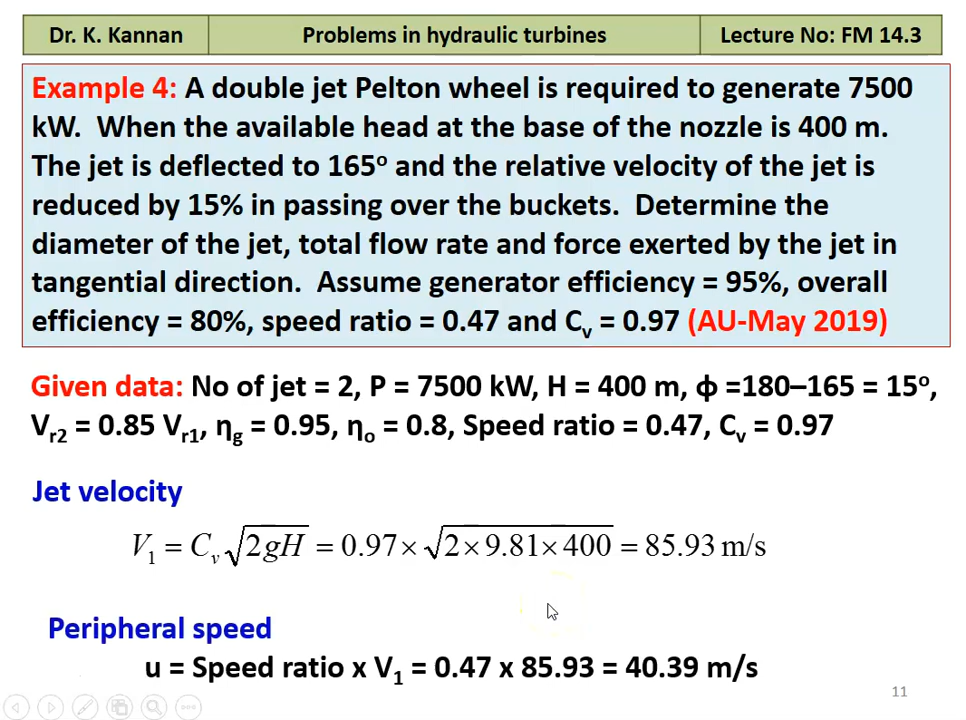 Dr. K. Kannan Problems in hydraulic turbines Lecture No: FM 14.3
Example 4: A double jet Pelton wheel is required to generate 7500
kW. When the available head at the base of the nozzle is 400 m.
The jet is deflected to 165º and the relative velocity of the jet is
reduced by 15% in passing over the buckets. Determine the
diameter of the jet, total flow rate and force exerted by the jet in
tangential direction. Assume generator efficiency = 95%, overall
efficiency = 80%, speed ratio = 0.47 and Cv = 0.97 (AU-May 2019)
Given data: No of jet = 2, P = 7500 kW, H = 400 m, ϕ =180–165 = 15º,
Vr2 = 0.85 Vr1, ηg = 0.95, ηo = 0.8, Speed ratio = 0.47, Cv = 0.97
Jet velocity
V1 = Cv √2gH = 0.97 × √2 × 9.81 × 400 = 85.93 m/s
Peripheral speed
u = Speed ratio x V1 = 0.47 x 85.93 = 40.39 m/s
11